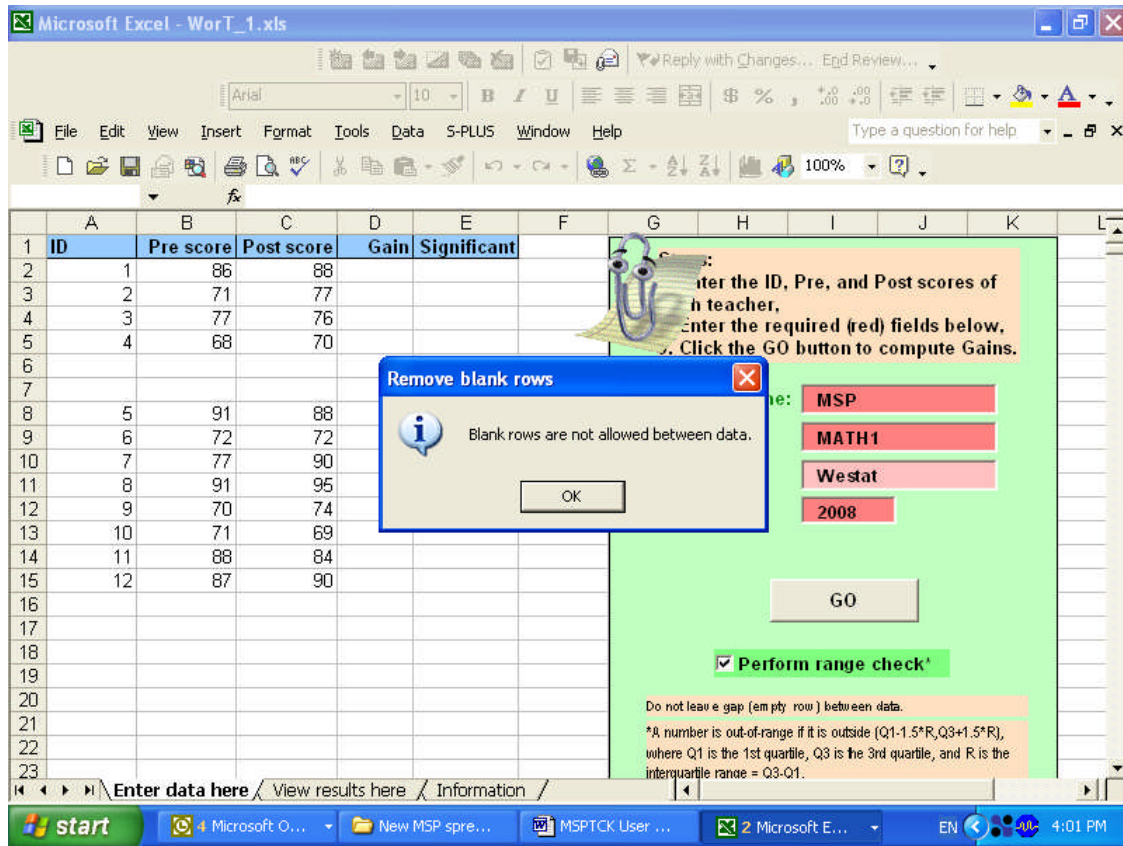 Microsoft Excel - WorT_1.xls
Reply with Changes... End Review...
Arial 10 B I U $ % ,
File Edit View Insert Format Tools Data S-PLUS Window Help Type a question for help
100%
fx
A B C D E F G H I J K L
1 ID Pre score Post score Gain Significant
2 1 86 88
3 2 71 77
4 3 77 76
5 4 68 70
6
7
8 5 91 88
9 6 72 72
10 7 77 90
11 8 91 95
12 9 70 74
13 10 71 69
14 11 88 84
15 12 87 90
16
17
18
19
20
21
22
23
the ID, Pre, and Post scores of
teacher,
Enter the required (red) fields below,
Click the GO button to compute Gains.
Remove blank rows
Blank rows are not allowed between data.
OK
MSP
MATH1
Westat
2008
GO
Perform range check*
Do not leave a gap (empty row) between data.
*A number is out-of-range if it is outside (Q1-1.5*R,Q3+1.5*R),
where Q1 is the 1st quartile, Q3 is the 3rd quartile, and R is the
interquartile range = Q3-Q1.
Enter data here View results here Information
start 4 Microsoft O... New MSP spre... MSPTCK User ... 2 Microsoft E... EN 4:01 PM